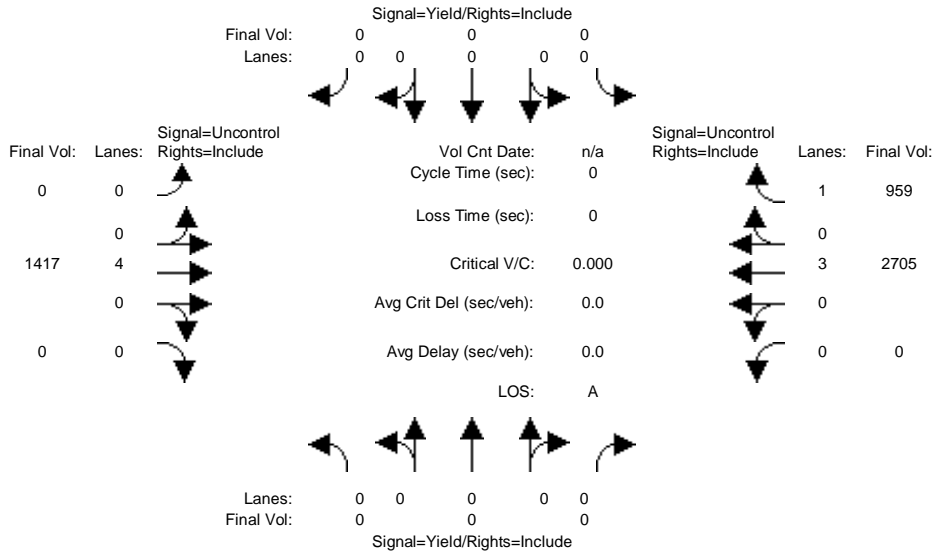 Signal=Yield/Rights=Include
Final Vol: 0 0 0
Lanes: 0 0 0 0 0
Signal=Uncontrol
Final Vol: Lanes: Rights=Include
Vol Cnt Date: n/a
Signal=Uncontrol
Rights=Include Lanes: Final Vol:
Cycle Time (sec): 0
0 0
1 959
Loss Time (sec): 0
0
0
1417 4
Critical V/C: 0.000
3 2705
0
Avg Crit Del (sec/veh): 0.0
0
0 0
Avg Delay (sec/veh): 0.0
0 0
LOS: A
Lanes: 0 0 0 0 0
Final Vol: 0 0 0
Signal=Yield/Rights=Include